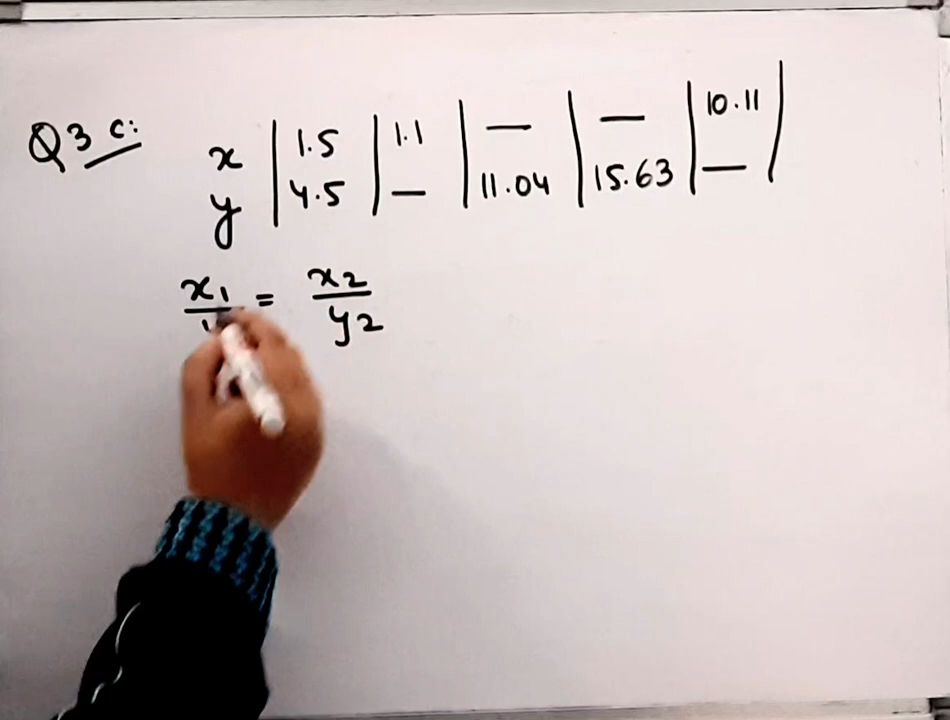 Q3 c:
x | 1.5 | 1.1 | — | — | 10.11 |
y | 4.5 | — | 11.04 | 15.63 | — |
x1/ = x2/y2